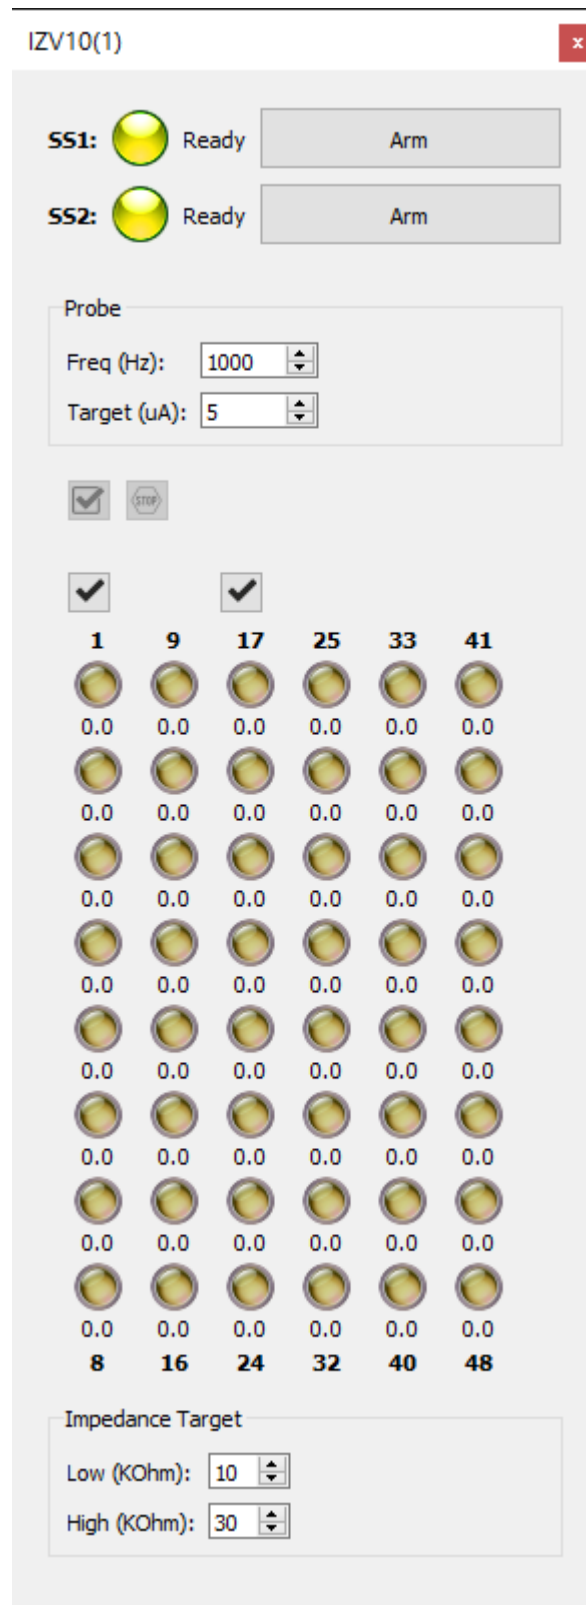 IZV10(1)
x
SS1: Ready Arm
SS2: Ready Arm
Probe
Freq (Hz): 1000
Target (uA): 5
STOP
1 9 17 25 33 41
0.0 0.0 0.0 0.0 0.0 0.0
0.0 0.0 0.0 0.0 0.0 0.0
0.0 0.0 0.0 0.0 0.0 0.0
0.0 0.0 0.0 0.0 0.0 0.0
0.0 0.0 0.0 0.0 0.0 0.0
0.0 0.0 0.0 0.0 0.0 0.0
0.0 0.0 0.0 0.0 0.0 0.0
0.0 0.0 0.0 0.0 0.0 0.0
8 16 24 32 40 48
Impedance Target
Low (KOhm): 10
High (KOhm): 30